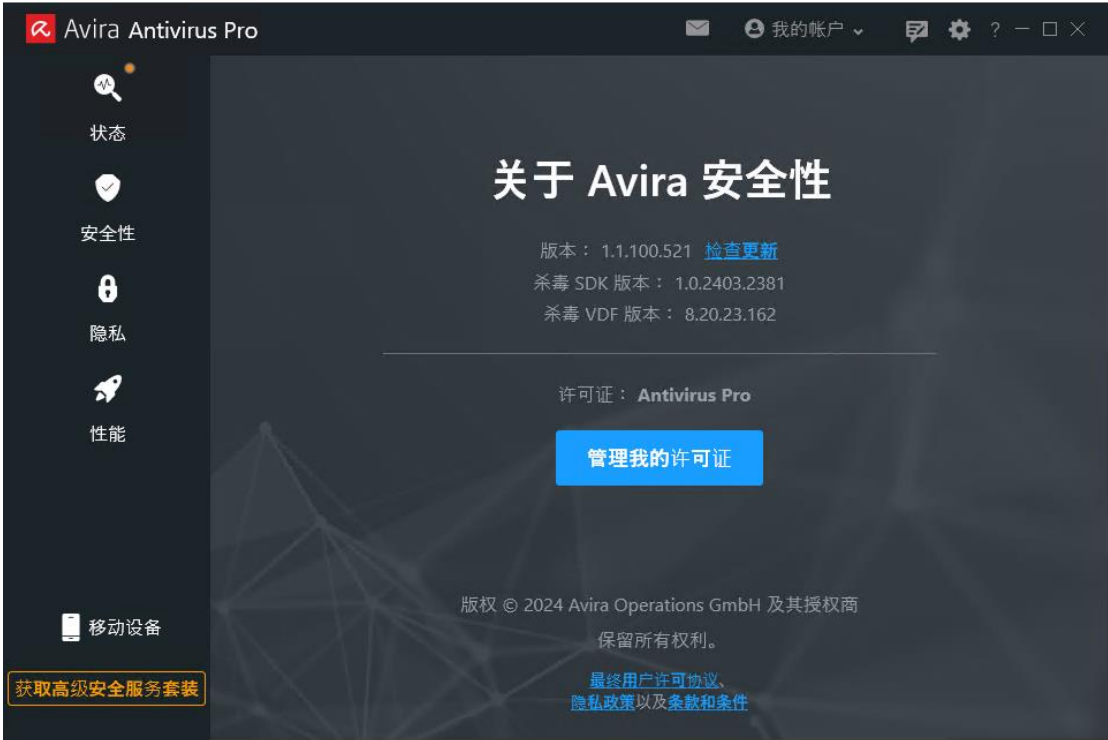 Avira Antivirus Pro
我的帐户
?
状态
安全性
隐私
性能
移动设备
获取高级安全服务套装
关于 Avira 安全性
版本： 1.1.100.521 检查更新
杀毒 SDK 版本： 1.0.2403.2381
杀毒 VDF 版本： 8.20.23.162
许可证： Antivirus Pro
管理我的许可证
版权 © 2024 Avira Operations GmbH 及其授权商
保留所有权利。
最终用户许可协议、
隐私政策以及条款和条件